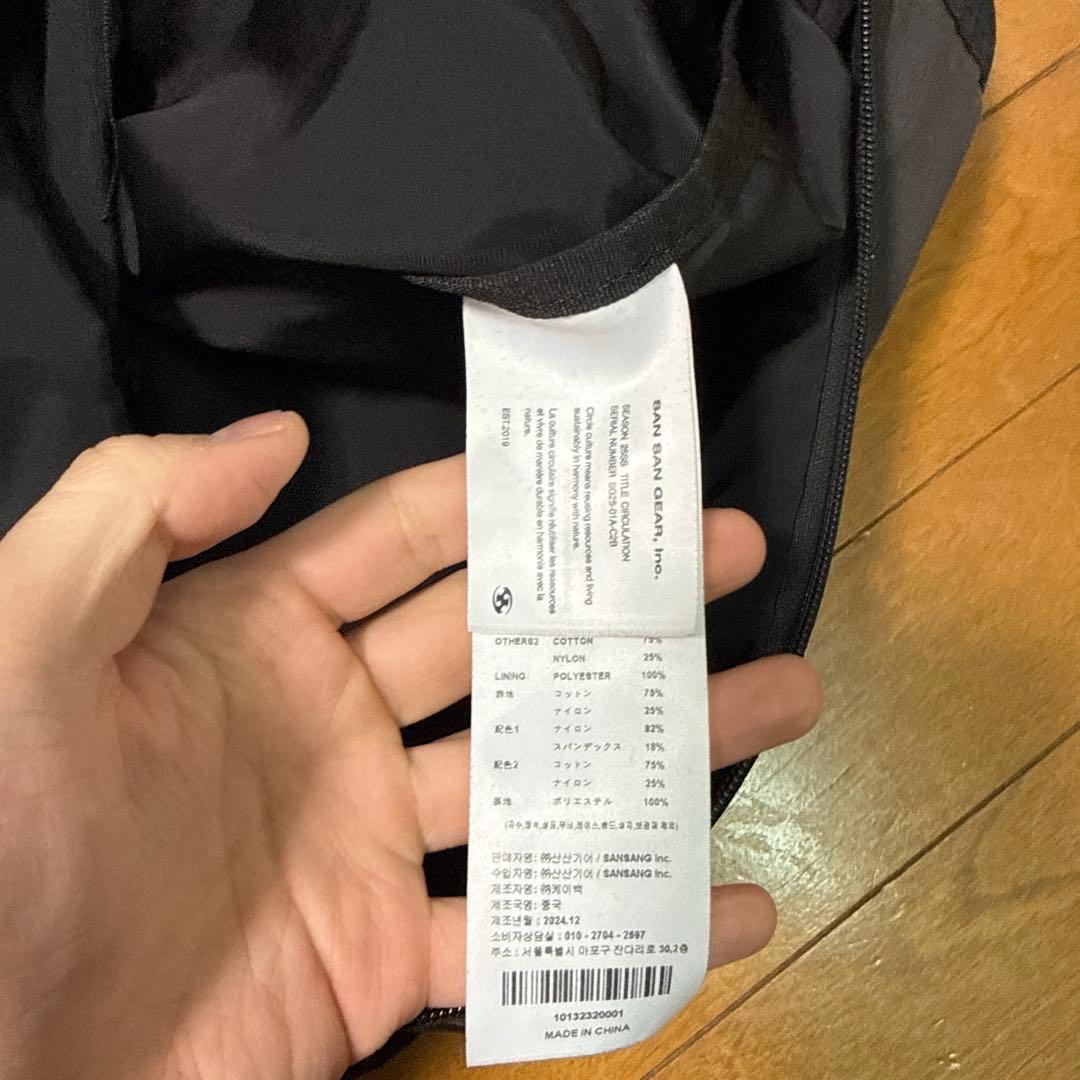 SAN SAN GEAR, Inc.
SEASON 25SS TITLE CIRCULATION
SERIAL NUMBER SG25-01A-C2B
Circle culture means reusing resources and living
sustainably in harmony with nature.
La culture circulaire signifie réutiliser les ressources
et vivre de manière durable en harmonie avec la
nature.
EST.2019
OTHERS2 COTTON 75%
NYLON 25%
LINING POLYESTER 100%
コットン 75%
ナイロン 25%
配色1 ナイロン 82%
スパンデックス 18%
配色2 コットン 75%
ナイロン 25%
裏地 ポリエステル 100%
판매자명: ㈜산산기어 / SANSANG Inc.
수입자명: ㈜산산기어 / SANSANG Inc.
제조자명: ㈜케이백
제조국명: 중국
제조년월 : 2024.12
소비자상담실 : 010 - 2704 - 2697
주소 : 서울특별시 마포구 잔다리로 30,2층
10132320001
MADE IN CHINA